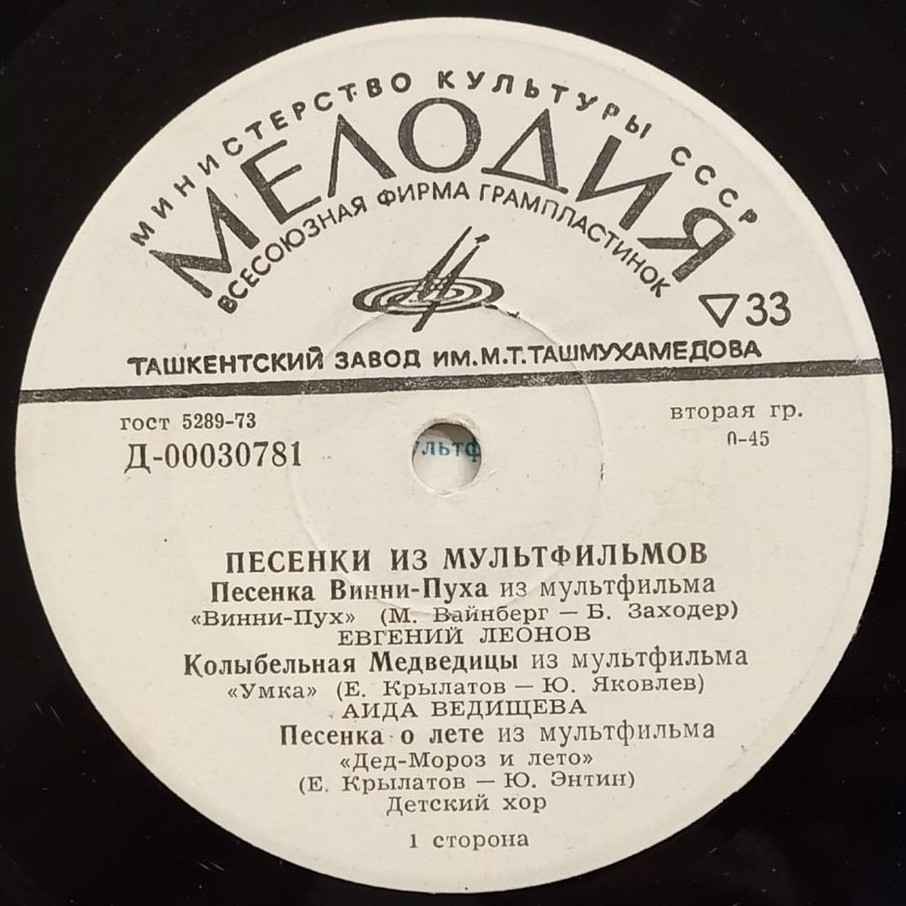 МИНИСТЕРСТВО КУЛЬТУРЫ СССР
МЕЛОДИЯ
ВСЕСОЮЗНАЯ ФИРМА ГРАМПЛАСТИНОК
33
ТАШКЕНТСКИЙ ЗАВОД ИМ.М.Т.ТАШМУХАМЕДОВА
гост 5289-73
вторая гр.
Д-00030781
0-45
льтф
ПЕСЕНКИ ИЗ МУЛЬТФИЛЬМОВ
Песенка Винни-Пуха из мультфильма
«Винни-Пух» (М. Вайнберг — Б. Заходер)
ЕВГЕНИЙ ЛЕОНОВ
Колыбельная Медведицы из мультфильма
«Умка» (Е. Крылатов — Ю. Яковлев)
АИДА ВЕДИЩЕВА
Песенка о лете из мультфильма
«Дед-Мороз и лето»
(Е. Крылатов — Ю. Энтин)
Детский хор
1 сторона